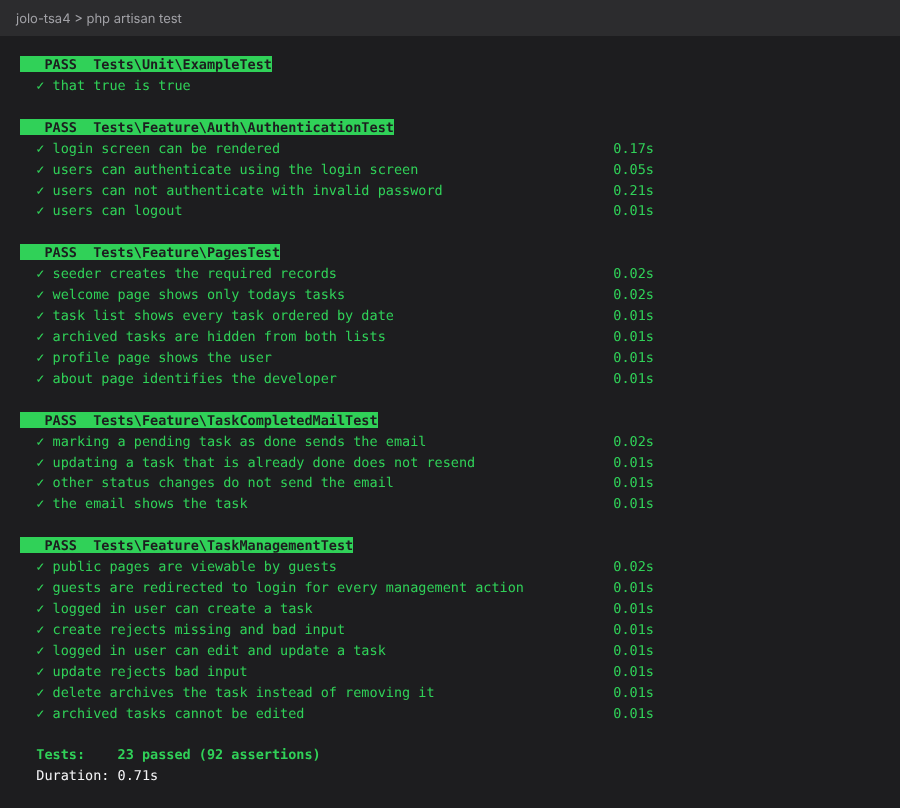 jolo-tsa4 > php artisan test
PASS Tests\Unit\ExampleTest
✓ that true is true
PASS Tests\Feature\Auth\AuthenticationTest
✓ login screen can be rendered 0.17s
✓ users can authenticate using the login screen 0.05s
✓ users can not authenticate with invalid password 0.21s
✓ users can logout 0.01s
PASS Tests\Feature\PagesTest
✓ seeder creates the required records 0.02s
✓ welcome page shows only todays tasks 0.02s
✓ task list shows every task ordered by date 0.01s
✓ archived tasks are hidden from both lists 0.01s
✓ profile page shows the user 0.01s
✓ about page identifies the developer 0.01s
PASS Tests\Feature\TaskCompletedMailTest
✓ marking a pending task as done sends the email 0.02s
✓ updating a task that is already done does not resend 0.01s
✓ other status changes do not send the email 0.01s
✓ the email shows the task 0.01s
PASS Tests\Feature\TaskManagementTest
✓ public pages are viewable by guests 0.02s
✓ guests are redirected to login for every management action 0.01s
✓ logged in user can create a task 0.01s
✓ create rejects missing and bad input 0.01s
✓ logged in user can edit and update a task 0.01s
✓ update rejects bad input 0.01s
✓ delete archives the task instead of removing it 0.01s
✓ archived tasks cannot be edited 0.01s
Tests: 23 passed (92 assertions)
Duration: 0.71s